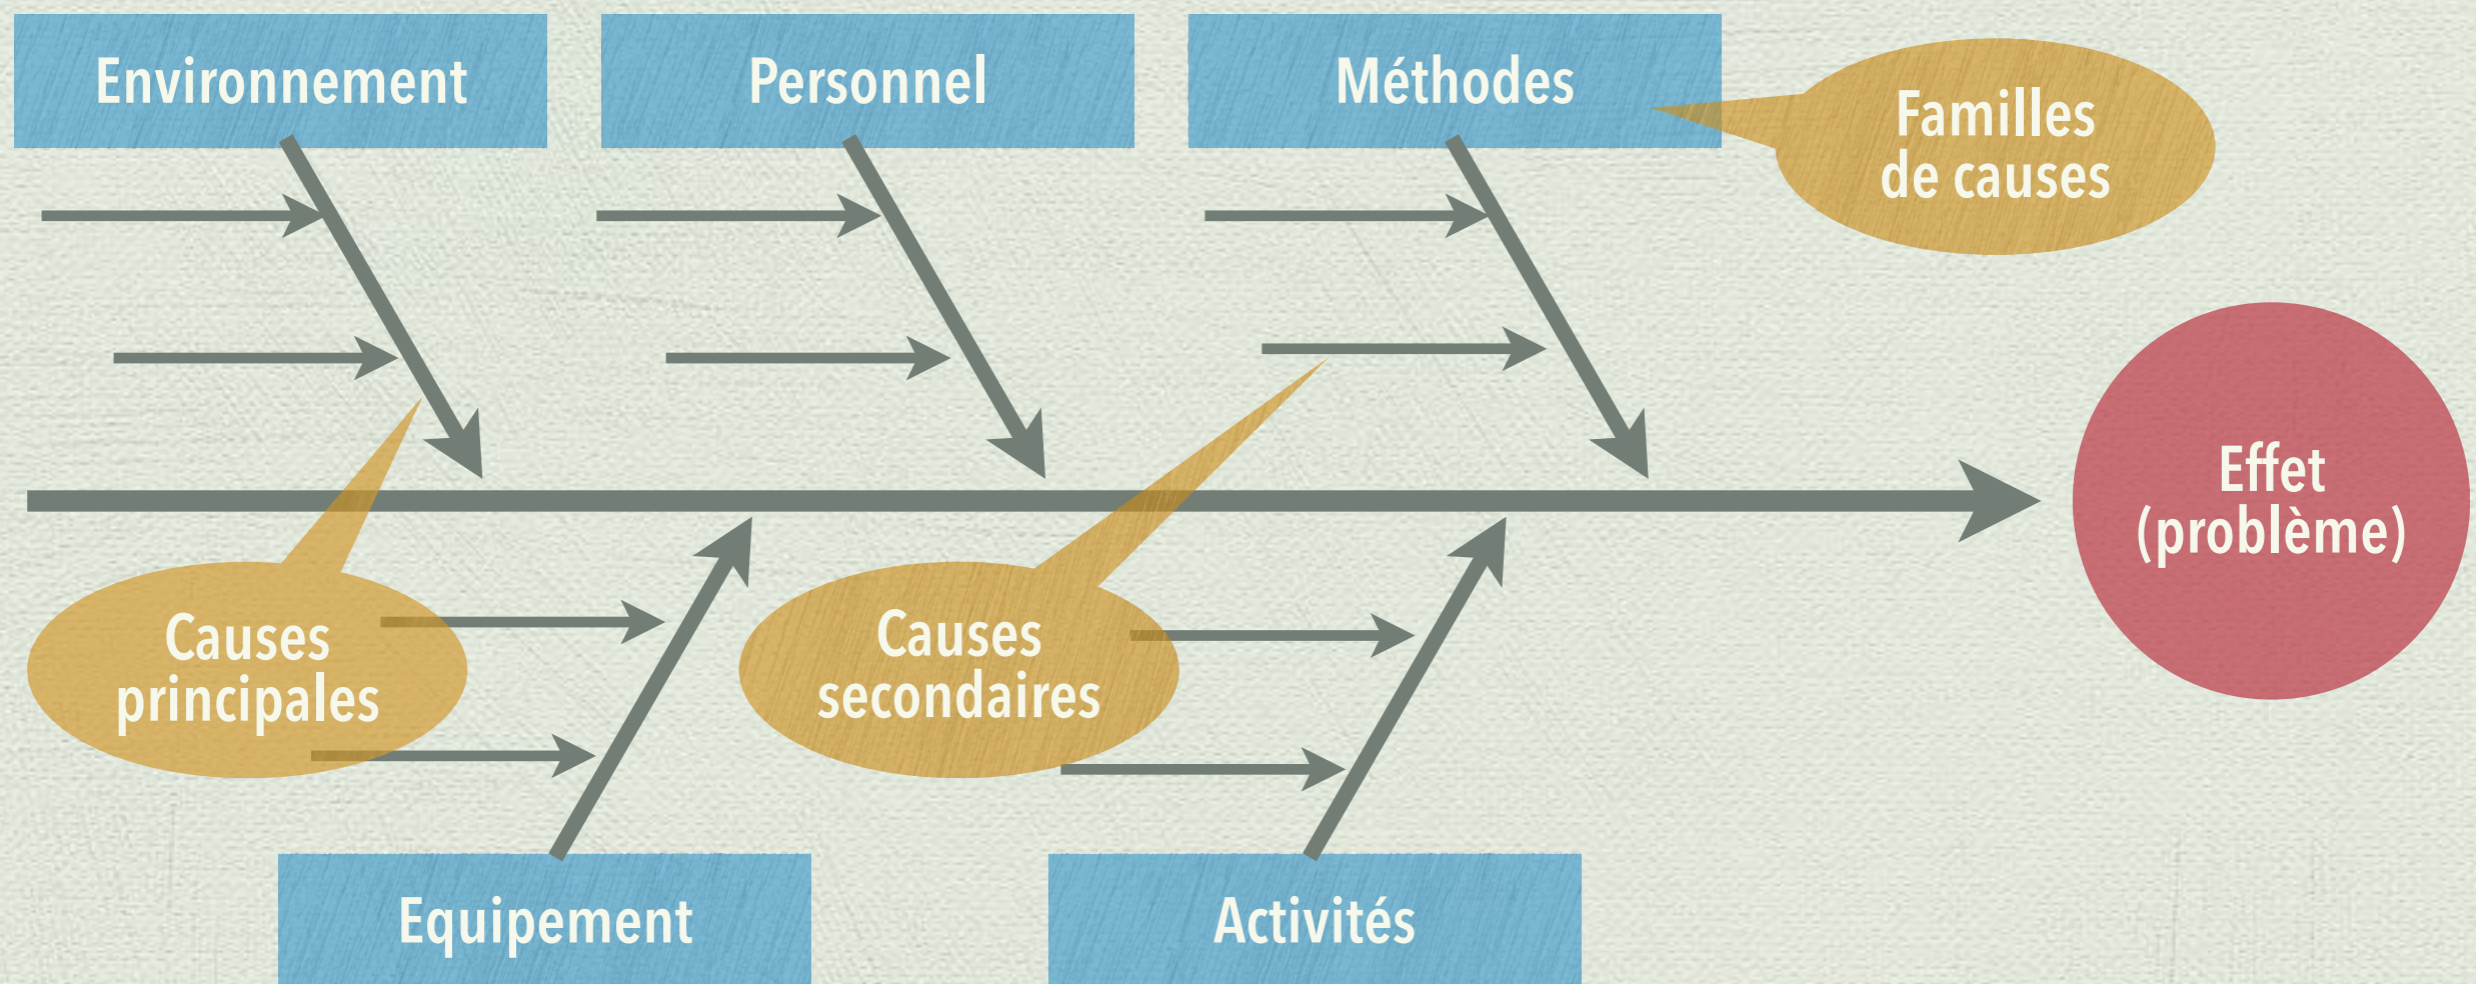 Environnement
Personnel
Méthodes
Familles
de causes
Effet
(problème)
Causes
principales
Causes
secondaires
Equipement
Activités